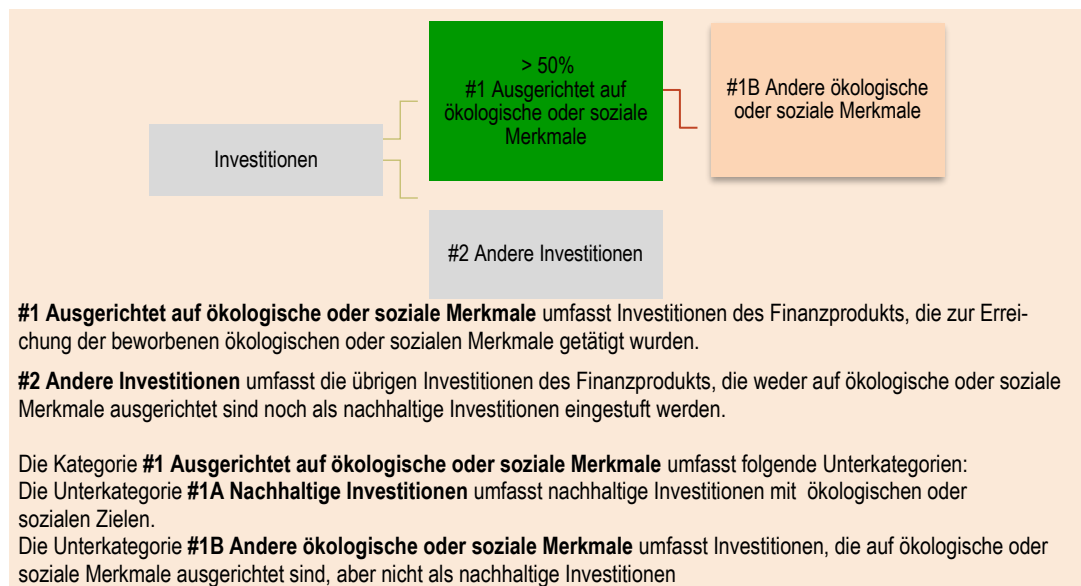 > 50%
#1 Ausgerichtet auf
ökologische oder soziale
Merkmale
#1B Andere ökologische
oder soziale Merkmale
Investitionen
#2 Andere Investitionen
#1 Ausgerichtet auf ökologische oder soziale Merkmale umfasst Investitionen des Finanzprodukts, die zur Errei-
chung der beworbenen ökologischen oder sozialen Merkmale getätigt wurden.
#2 Andere Investitionen umfasst die übrigen Investitionen des Finanzprodukts, die weder auf ökologische oder soziale
Merkmale ausgerichtet sind noch als nachhaltige Investitionen eingestuft werden.
Die Kategorie #1 Ausgerichtet auf ökologische oder soziale Merkmale umfasst folgende Unterkategorien:
Die Unterkategorie #1A Nachhaltige Investitionen umfasst nachhaltige Investitionen mit ökologischen oder
sozialen Zielen.
Die Unterkategorie #1B Andere ökologische oder soziale Merkmale umfasst Investitionen, die auf ökologische oder
soziale Merkmale ausgerichtet sind, aber nicht als nachhaltige Investitionen